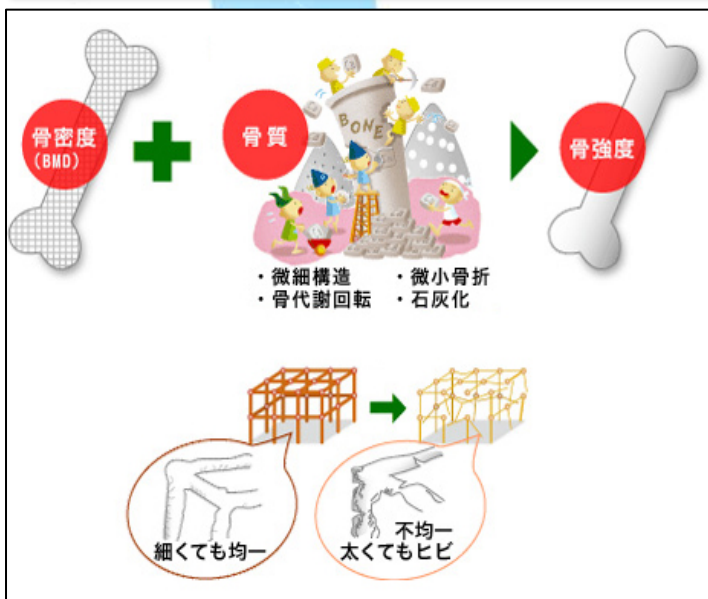 骨密度
(BMD)
骨質
BONE
骨強度
・微細構造
・微小骨折
・骨代謝回転
・石灰化
細くても均一
不均一
太くてもヒビ